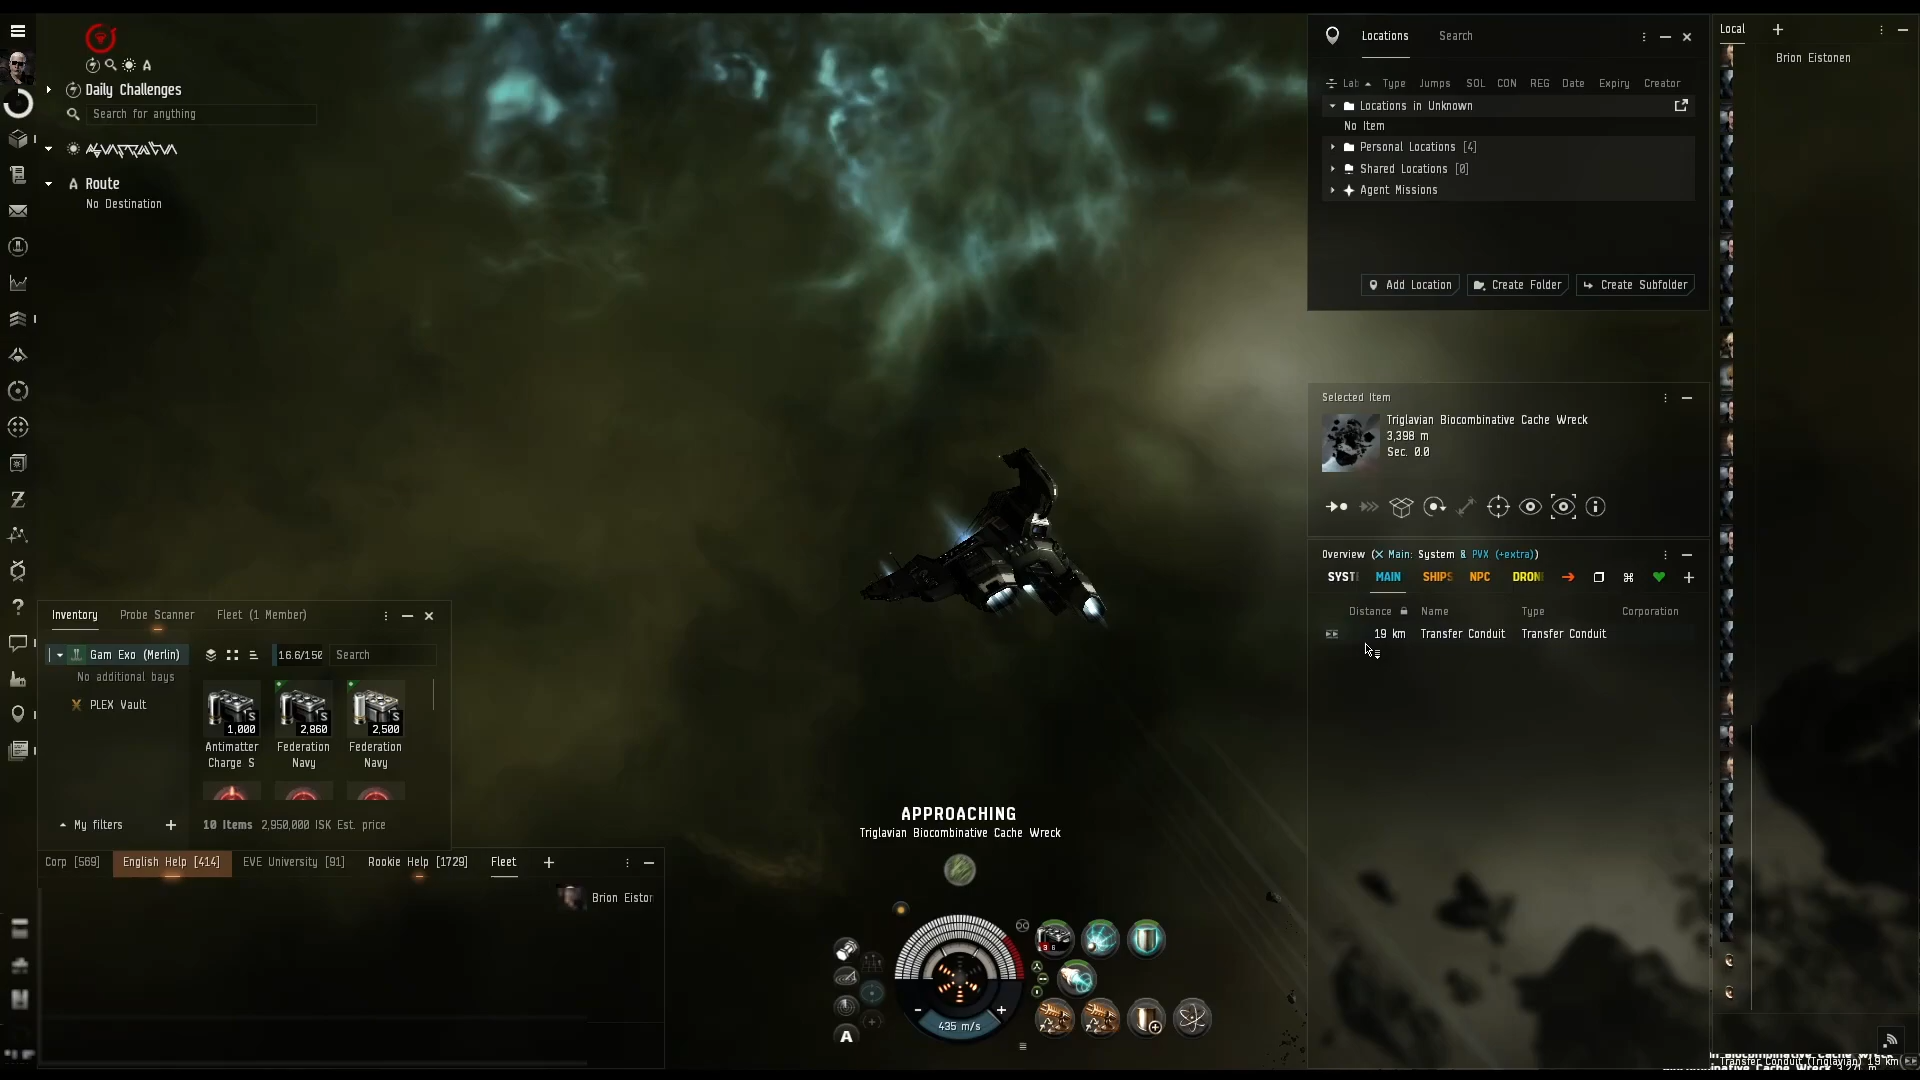 A
Daily Challenges
Search for anything
A Route
No Destination
Inventory
Probe Scanner
Fleet (1 Member)
Gam Exo (Merlin)
16.6/150
Search
No additional bays
PLEX Vault
S
1,000
S
2,860
S
2,500
Antimatter
Charge S
Federation
Navy
Federation
Navy
My filters
+
10 Items 2,950,000 ISK Est. price
Corp [569]
English Help [414]
EVE University [91]
Rookie Help [1729]
Fleet
+
Brion Eistor
APPROACHING
Triglavian Biocombinative Cache Wreck
435 m/s
A
Locations
Search
Lab
Type
Jumps
SOL
CON
REG
Date
Expiry
Creator
Locations in Unknown
No Item
Personal Locations [4]
Shared Locations [0]
Agent Missions
Add Location
Create Folder
Create Subfolder
Selected Item
Triglavian Biocombinative Cache Wreck
3,398 m
Sec. 0.0
Overview (X Main: System & PVX (+extra))
SYST
MAIN
SHIPS
NPC
DRON
+
Distance
Name
Type
Corporation
19 km
Transfer Conduit
Transfer Conduit
Local
+
Brion Eistonen
Transfer Conduit (Triglavian) 19 km